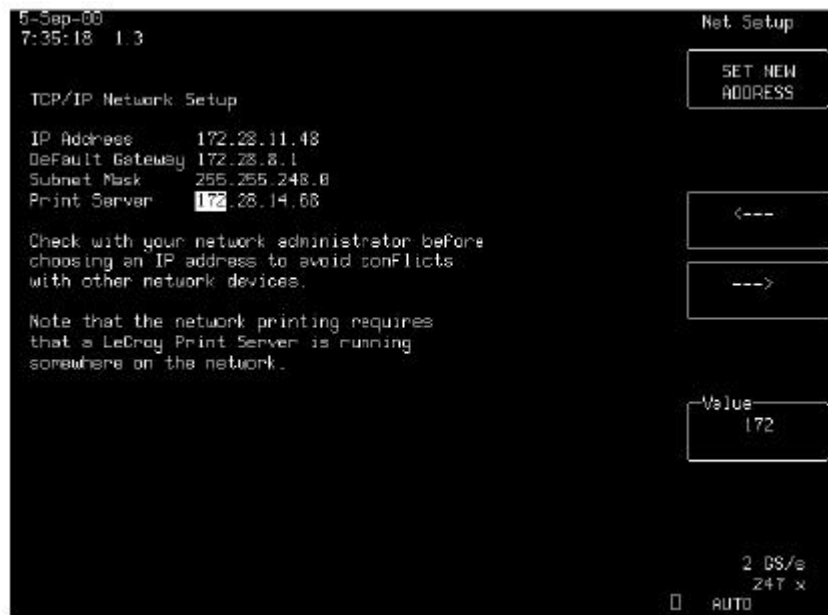 5-Sep-00
7:35:18 1.3
Net Setup
SET NEW
ADDRESS
TCP/IP Network Setup
IP Address 172.28.11.48
Default Gateway 172.28.8.1
Subnet Mask 255.255.248.0
Print Server 172.28.14.68
<---
Check with your network administrator before
choosing an IP address to avoid conflicts
with other network devices.
--->
Note that the network printing requires
that a LeCroy Print Server is running
somewhere on the network.
Value
172
2 GS/s
247 x
AUTO